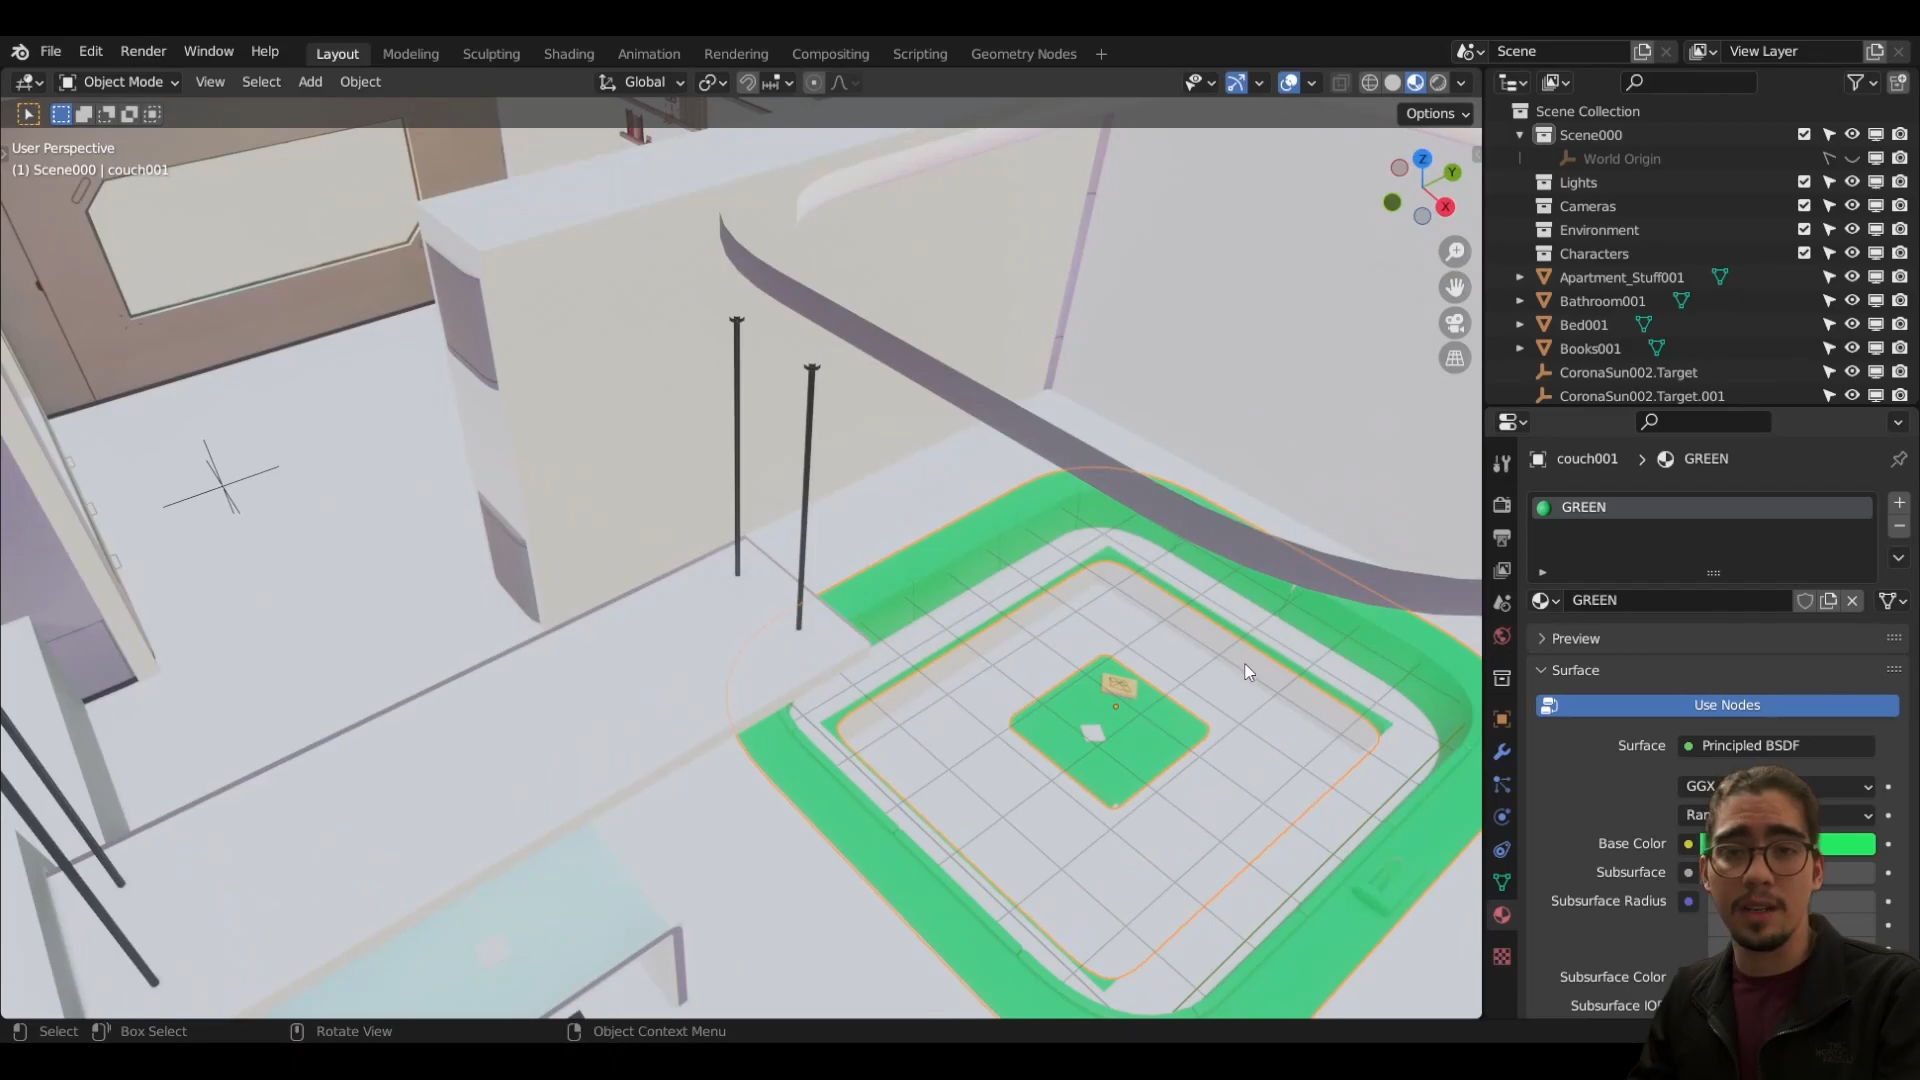 File Edit Render Window Help Layout Modeling Sculpting Shading Animation Rendering Compositing Scripting Geometry Nodes + Scene View Layer
Object Mode View Select Add Object Global
Options
User Perspective
(1) Scene000 | couch001
Z
Y
X
Scene Collection
Scene000
World Origin
Lights
Cameras
Environment
Characters
Apartment_Stuff001
Bathroom001
Bed001
Books001
CoronaSun002.Target
CoronaSun002.Target.001
couch001 > GREEN
GREEN
GREEN
Preview
Surface
Use Nodes
Surface Principled BSDF
GGX
Base Color
Subsurface
Subsurface Radius
Subsurface Color
Subsurface
Select Box Select Rotate View Object Context Menu